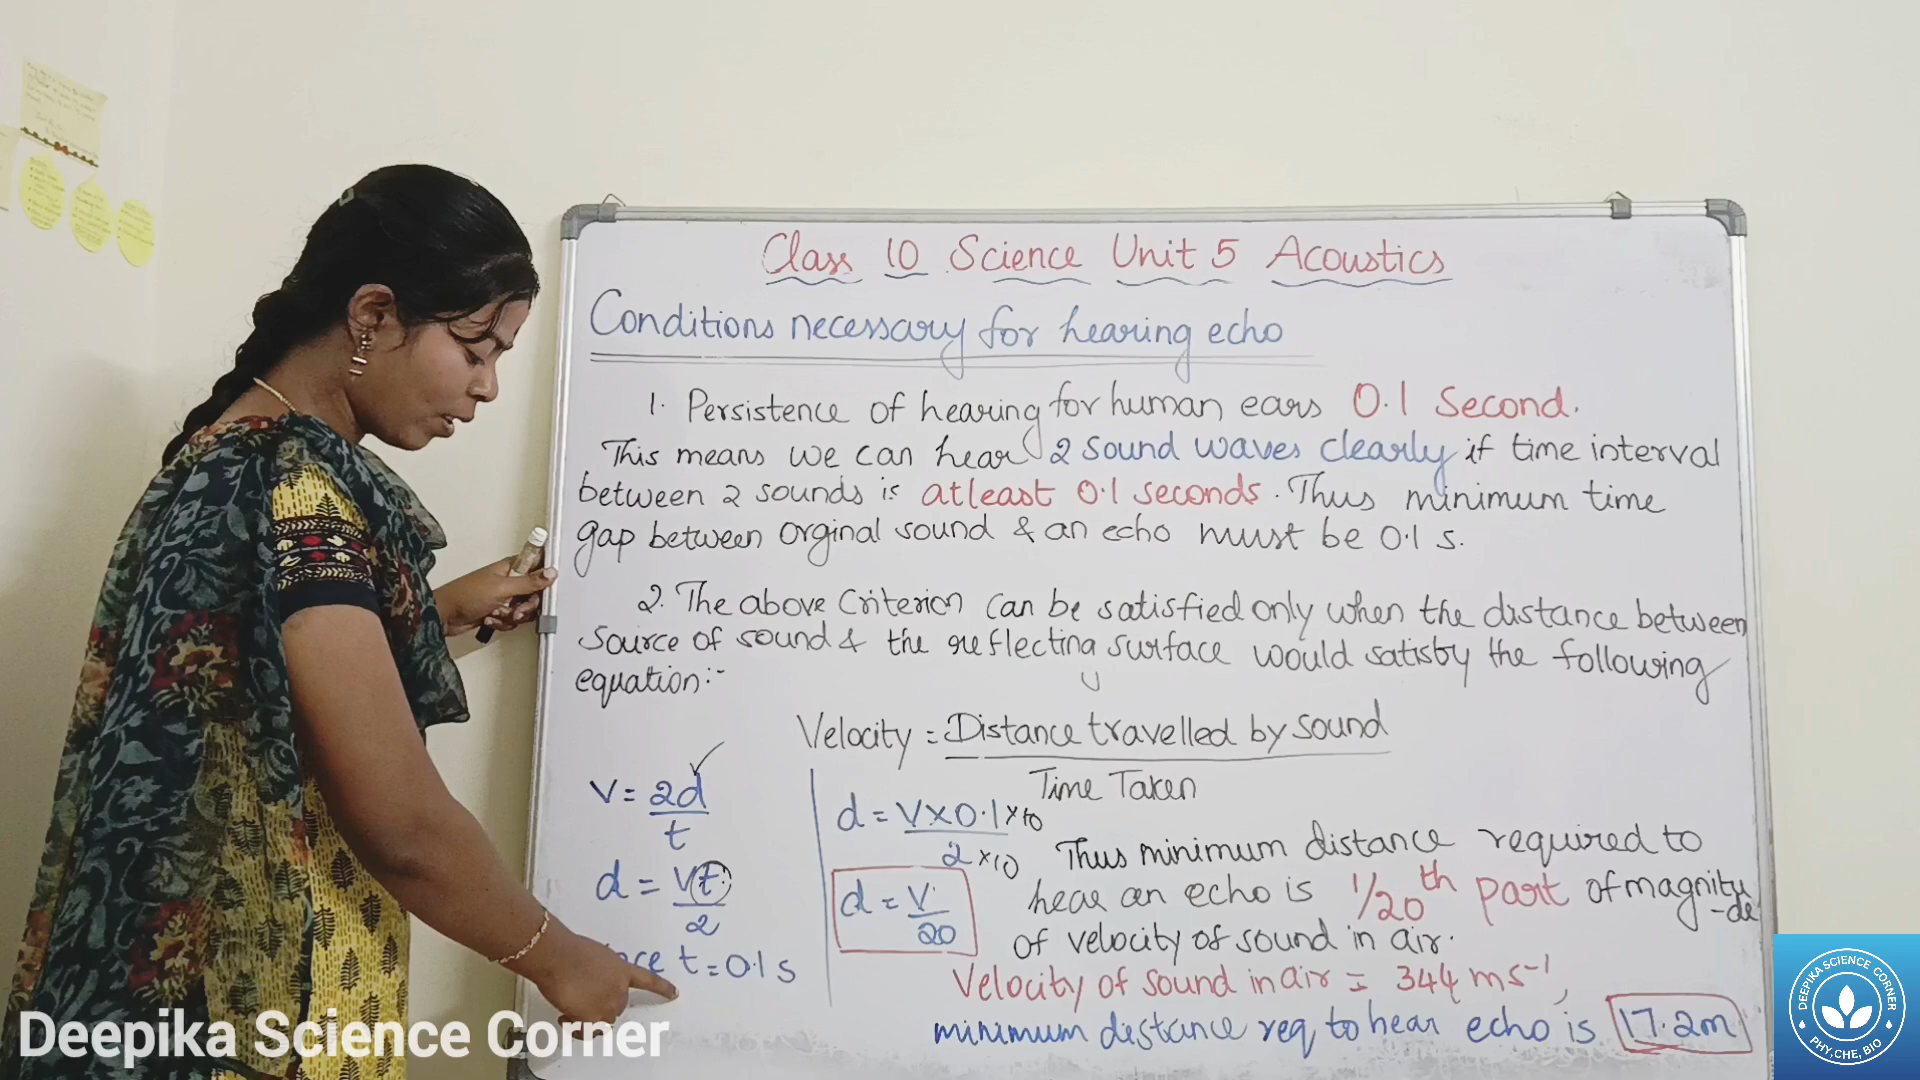 Class 10 Science Unit 5 Acoustics
Conditions necessary for hearing echo
1. Persistence of hearing for human ears 0.1 Second.
This means we can hear 2 sound waves clearly if time interval
between 2 sounds is atleast 0.1 seconds. Thus minimum time
gap between orginal sound & an echo must be 0.1 s.
2. The above Criterion can be satisfied only when the distance between
source of sound & the reflecting surface would satisby the following
equation:-
Velocity = Distance travelled by sound
Time Taken
v = 2d
t
d = vt
2
t = 0.1 s
d = V×0.1 ×10
2 ×10
d = v
20
Thus minimum distance required to
hear an echo is 1/20th part of magnitu
-de
of velocity of sound in air.
Velocity of sound in air = 344 ms-1,
minimum distance req to hear echo is 17.2m
Deepika Science Corner
DEEPIKA SCIENCE CORNER
PHY, CHE, BIO